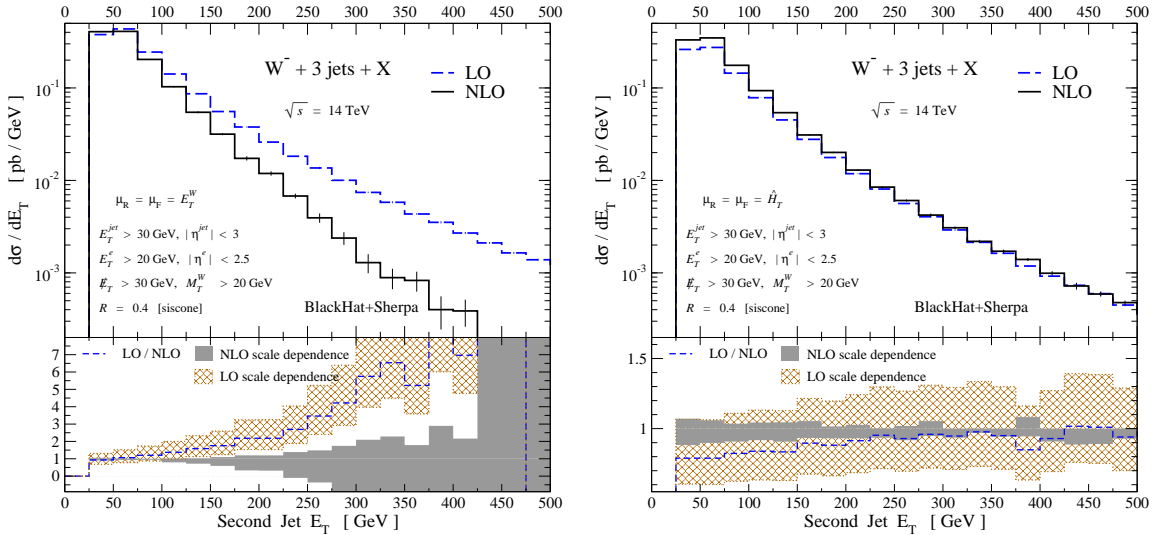 W⁻ + 3 jets + X
LO
NLO
√s = 14 TeV
μ_R = μ_F = E_T^W
E_T^jet > 30 GeV, | η^jet | < 3
E_T^e > 20 GeV, | η^e | < 2.5
E̸_T > 30 GeV, M_T^W > 20 GeV
R = 0.4 [siscone]
BlackHat+Sherpa
dσ / dE_T [ pb / GeV ]
10⁻¹
10⁻²
10⁻³
LO / NLO
NLO scale dependence
LO scale dependence
7
6
5
4
3
2
1
0
0 50 100 150 200 250 300 350 400 450 500
0 50 100 150 200 250 300 350 400 450 500
Second Jet E_T [ GeV ]
W⁻ + 3 jets + X
LO
NLO
√s = 14 TeV
μ_R = μ_F = Ĥ_T
E_T^jet > 30 GeV, | η^jet | < 3
E_T^e > 20 GeV, | η^e | < 2.5
E̸_T > 30 GeV, M_T^W > 20 GeV
R = 0.4 [siscone]
BlackHat+Sherpa
dσ / dE_T [ pb / GeV ]
10⁻¹
10⁻²
10⁻³
LO / NLO
NLO scale dependence
LO scale dependence
1.5
1
0 50 100 150 200 250 300 350 400 450 500
0 50 100 150 200 250 300 350 400 450 500
Second Jet E_T [ GeV ]